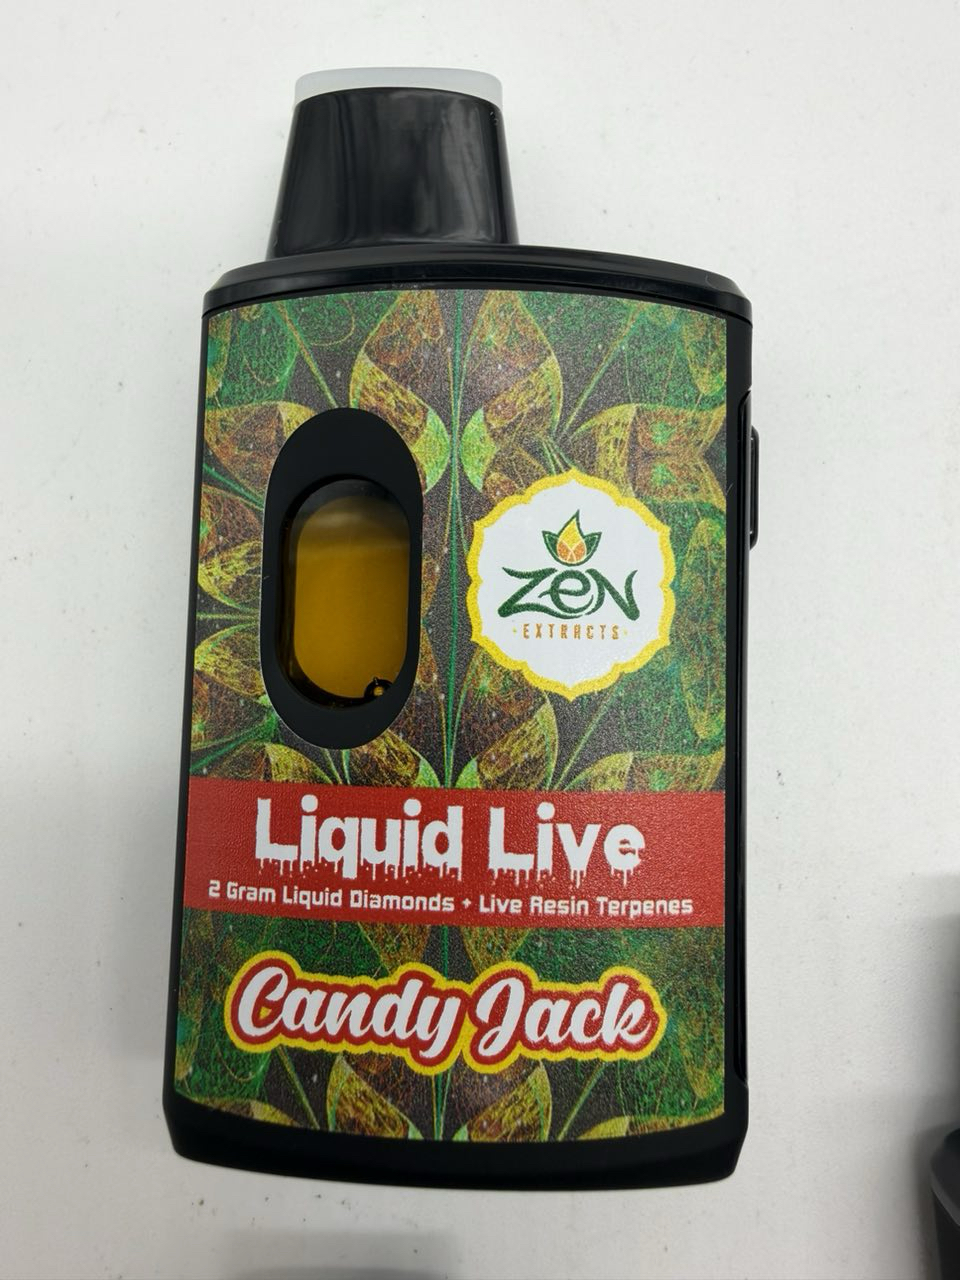 Zen
EXTRACTS
Liquid Live
2 Gram Liquid Diamonds + Live Resin Terpenes
Candy Jack